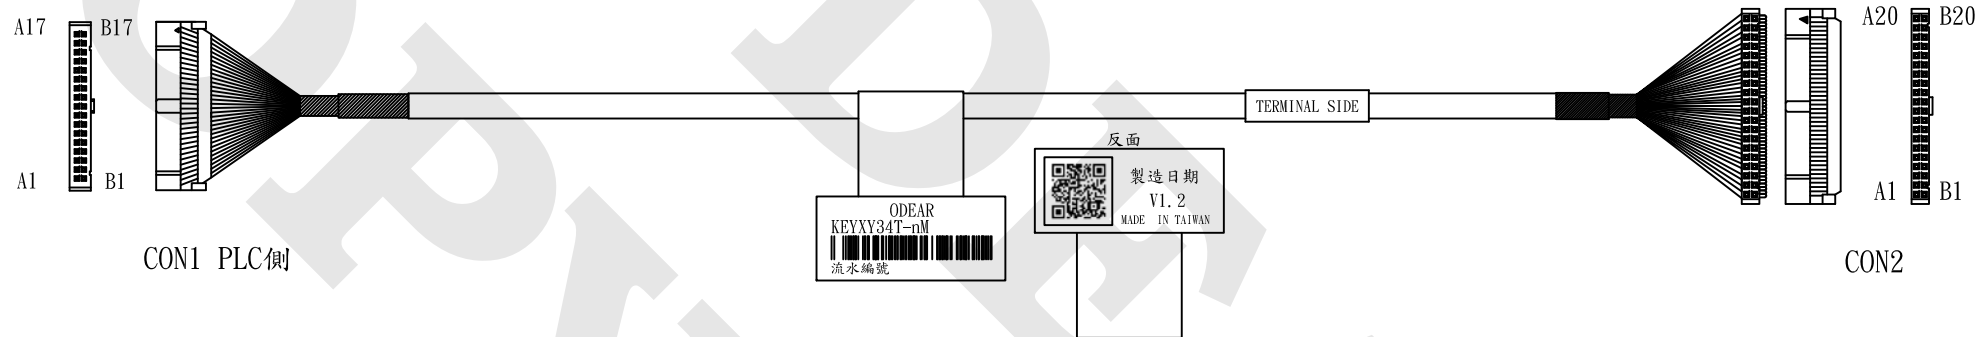 A17 B17
A1 B1
CON1 PLC側
ODEAR
KEYXY34T-nM
流水編號
反面
製造日期
V1.2
MADE IN TAIWAN
TERMINAL SIDE
A20 B20
A1 B1
CON2